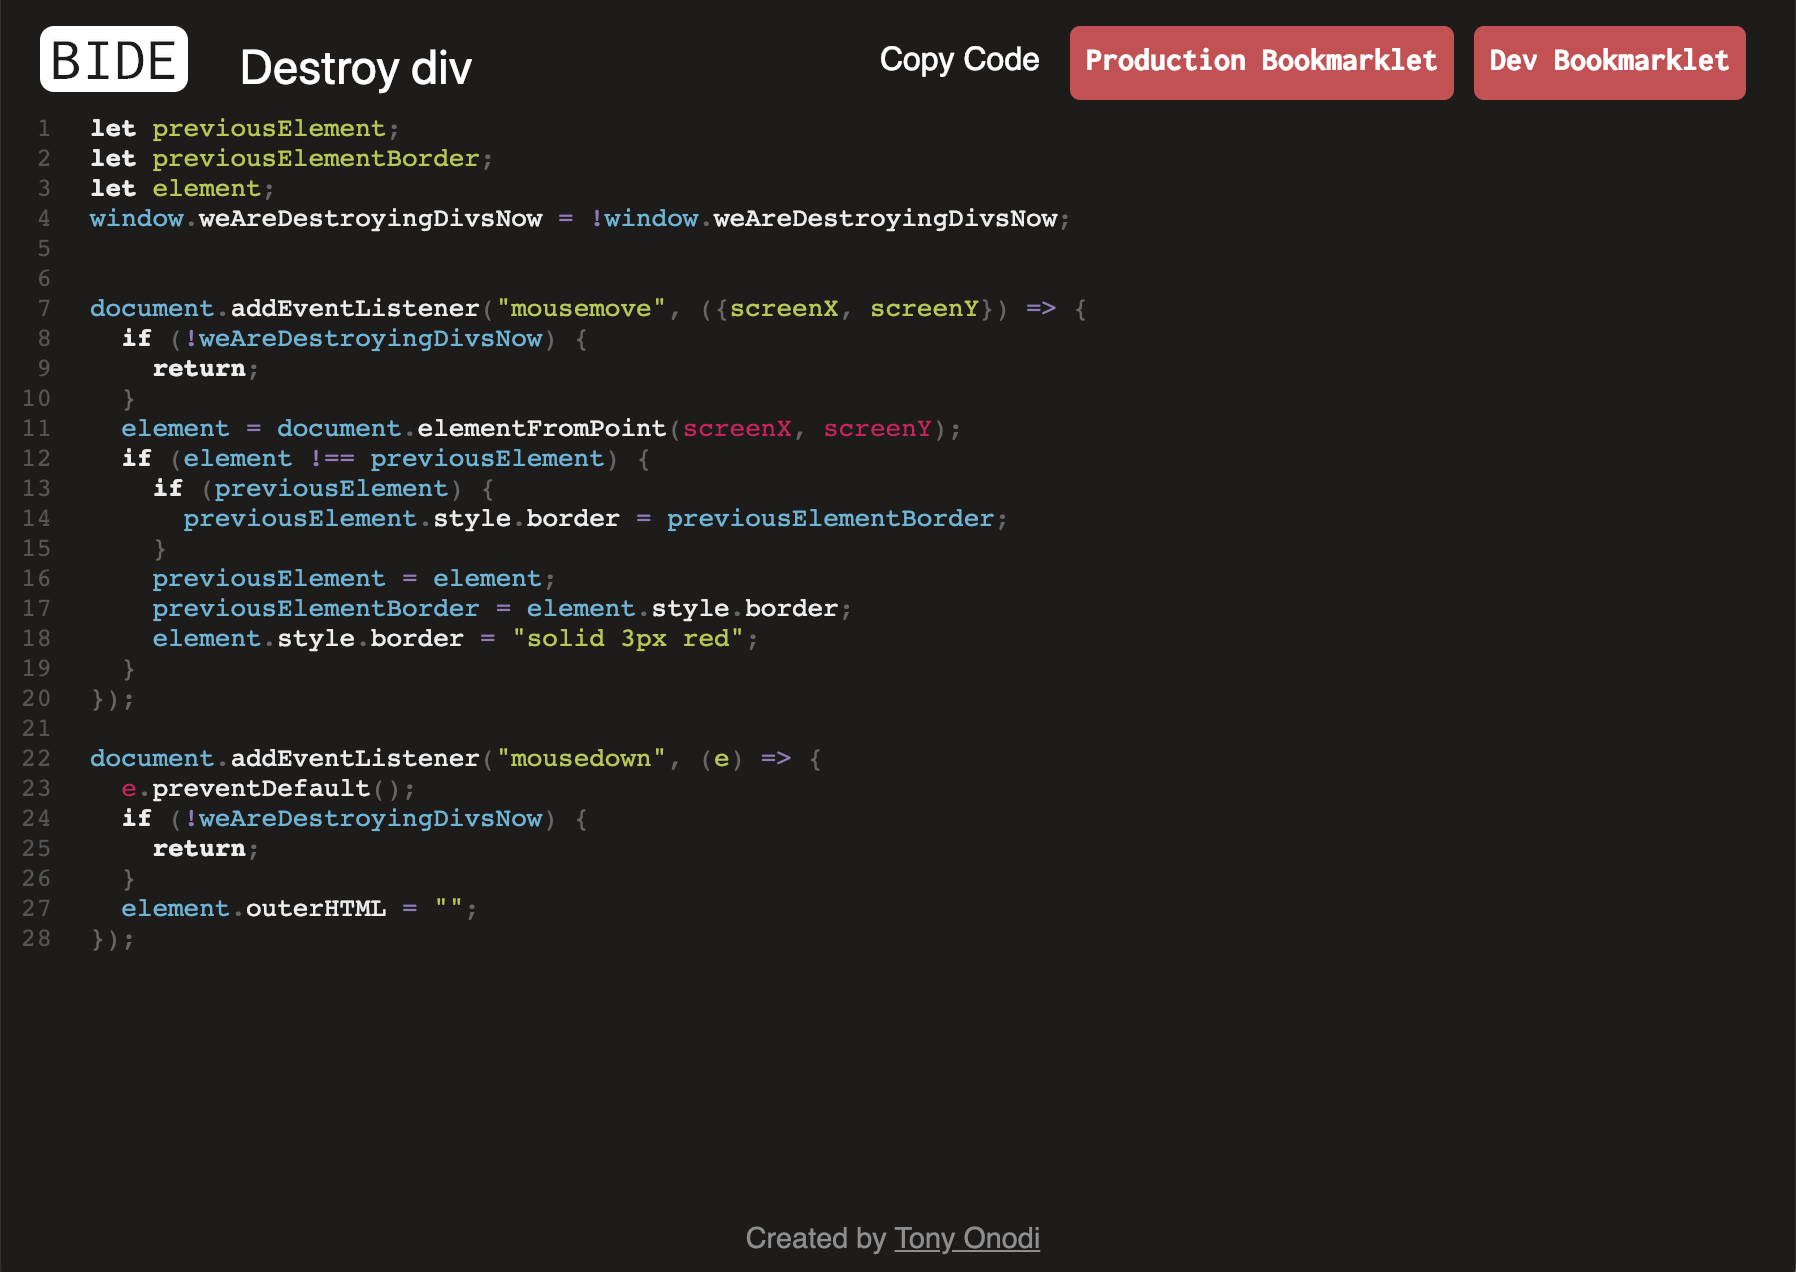 BIDE Destroy div Copy Code Production Bookmarklet Dev Bookmarklet
1 let previousElement;
2 let previousElementBorder;
3 let element;
4 window.weAreDestroyingDivsNow = !window.weAreDestroyingDivsNow;
5
6
7 document.addEventListener("mousemove", ({screenX, screenY}) => {
8   if (!weAreDestroyingDivsNow) {
9     return;
10   }
11   element = document.elementFromPoint(screenX, screenY);
12   if (element !== previousElement) {
13     if (previousElement) {
14       previousElement.style.border = previousElementBorder;
15     }
16     previousElement = element;
17     previousElementBorder = element.style.border;
18     element.style.border = "solid 3px red";
19   }
20 });
21
22 document.addEventListener("mousedown", (e) => {
23   e.preventDefault();
24   if (!weAreDestroyingDivsNow) {
25     return;
26   }
27   element.outerHTML = "";
28 });
Created by Tony Onodi